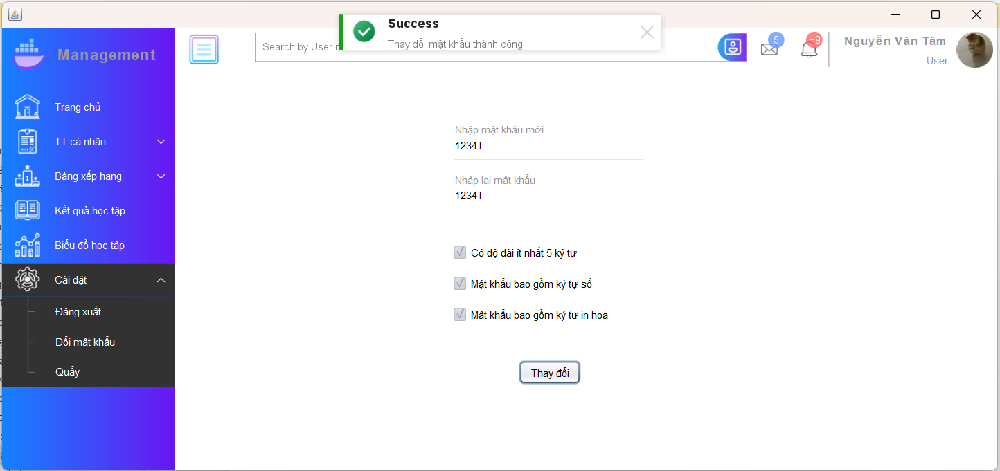 Success
Thay đổi mật khẩu thành công
Management
Search by User n
5
+9
Nguyễn Văn Tâm
User
Trang chủ
TT cá nhân
Bảng xếp hạng
1
Kết quả học tập
Biểu đồ học tập
Cài đặt
Đăng xuất
Đổi mật khẩu
Quẩy
Nhập mật khẩu mới
1234T
Nhập lại mật khẩu
1234T
Có độ dài ít nhất 5 ký tự
Mật khẩu bao gồm ký tự số
Mật khẩu bao gồm ký tự in hoa
Thay đổi